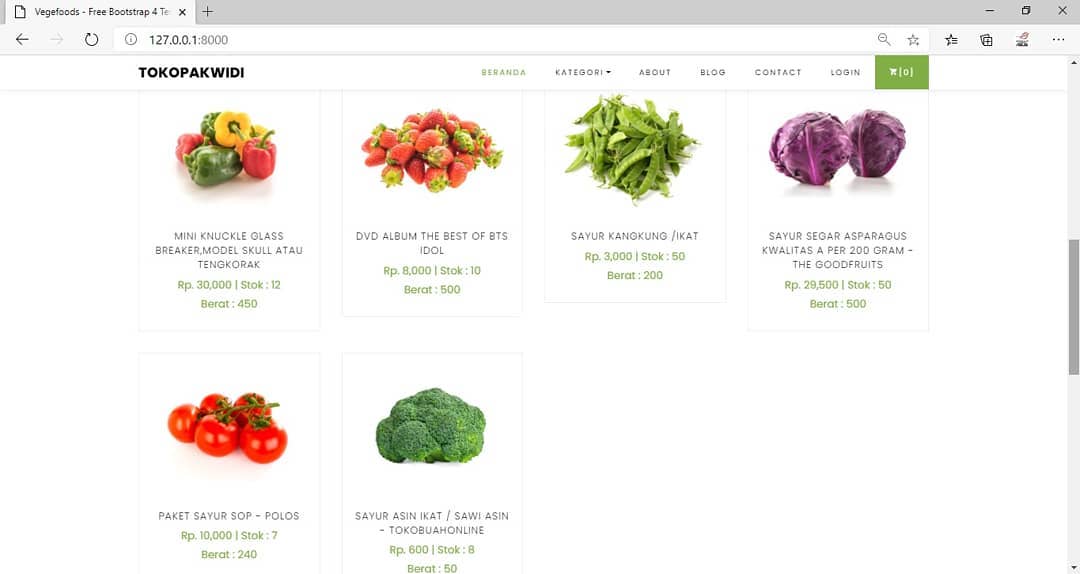 Vegefoods - Free Bootstrap 4 Te
127.0.0.1:8000
TOKOPAKWIDI
BERANDA KATEGORI ABOUT BLOG CONTACT LOGIN [0]
MINI KNUCKLE GLASS
BREAKER,MODEL SKULL ATAU
TENGKORAK
Rp. 30,000 | Stok : 12
Berat : 450
DVD ALBUM THE BEST OF BTS
IDOL
Rp. 8,000 | Stok : 10
Berat : 500
SAYUR KANGKUNG /IKAT
Rp. 3,000 | Stok : 50
Berat : 200
SAYUR SEGAR ASPARAGUS
KWALITAS A PER 200 GRAM -
THE GOODFRUITS
Rp. 29,500 | Stok : 50
Berat : 500
PAKET SAYUR SOP - POLOS
Rp. 10,000 | Stok : 7
Berat : 240
SAYUR ASIN IKAT / SAWI ASIN
- TOKOBUAHONLINE
Rp. 600 | Stok : 8
Berat : 50